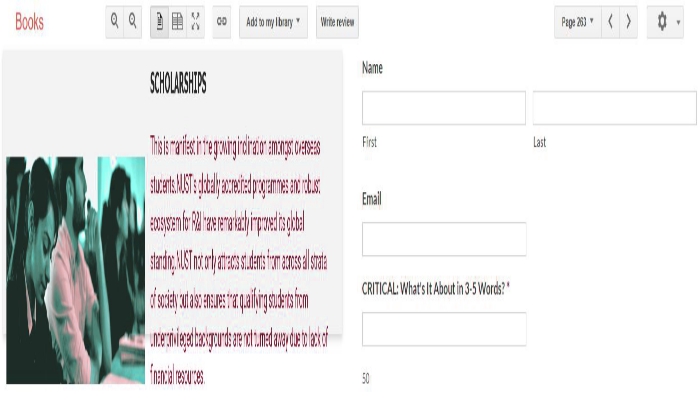 Books
Add to my library
Write review
Page 263
SCHOLARSHIPS
This is manifest in the growing inclination amongst overseas
students.NUST's globally accredited programmes and robust
ecosystem for R&I have remarkably improved its global
standing.NUST not only attracts students from across all strata
of society but also ensures that qualifying students from
underprivileged backgrounds are not turned away due to lack of
financial resources.
Name
First
Last
Email
CRITICAL: What's It About in 3-5 Words? *
50